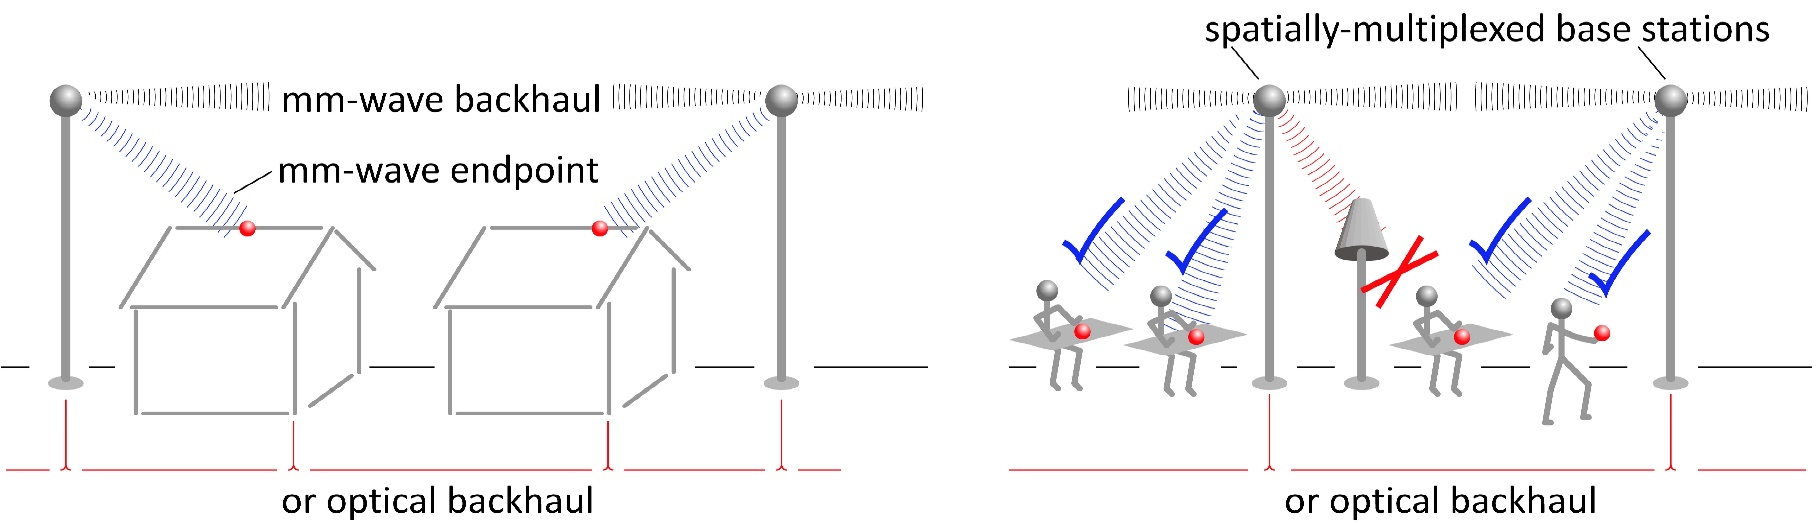 spatially-multiplexed base stations
mm-wave backhaul
mm-wave endpoint
or optical backhaul
or optical backhaul